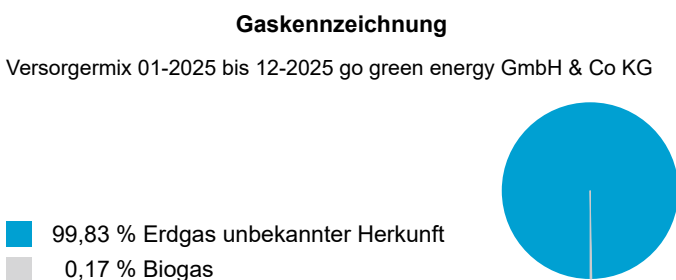 Gaskennzeichnung
Versorgermix 01-2025 bis 12-2025 go green energy GmbH & Co KG
99,83 % Erdgas unbekannter Herkunft
0,17 % Biogas